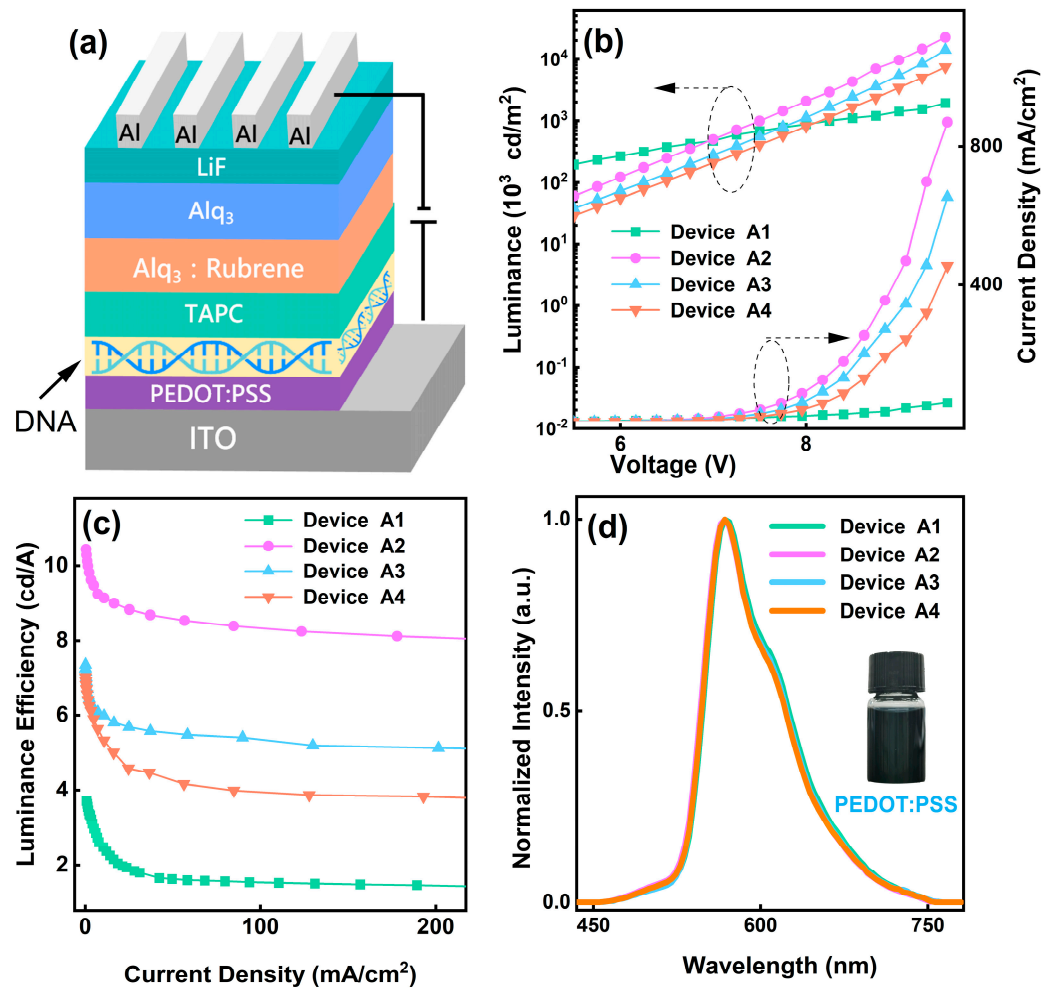 (a)
Al Al Al Al
LiF
Alq₃
Alq₃ : Rubrene
TAPC
PEDOT:PSS
DNA
ITO
(b)
Luminance (10³ cd/m²)
10⁴
10³
10²
10¹
10⁰
10⁻¹
10⁻²
Device A1
Device A2
Device A3
Device A4
800
400
Current Density (mA/cm²)
6 8
Voltage (V)
(c)
Luminance Efficiency (cd/A)
10
8
6
4
2
Device A1
Device A2
Device A3
Device A4
0 100 200
Current Density (mA/cm²)
(d)
Normalized Intensity (a.u.)
1.0
0.5
0.0
Device A1
Device A2
Device A3
Device A4
PEDOT:PSS
450 600 750
Wavelength (nm)